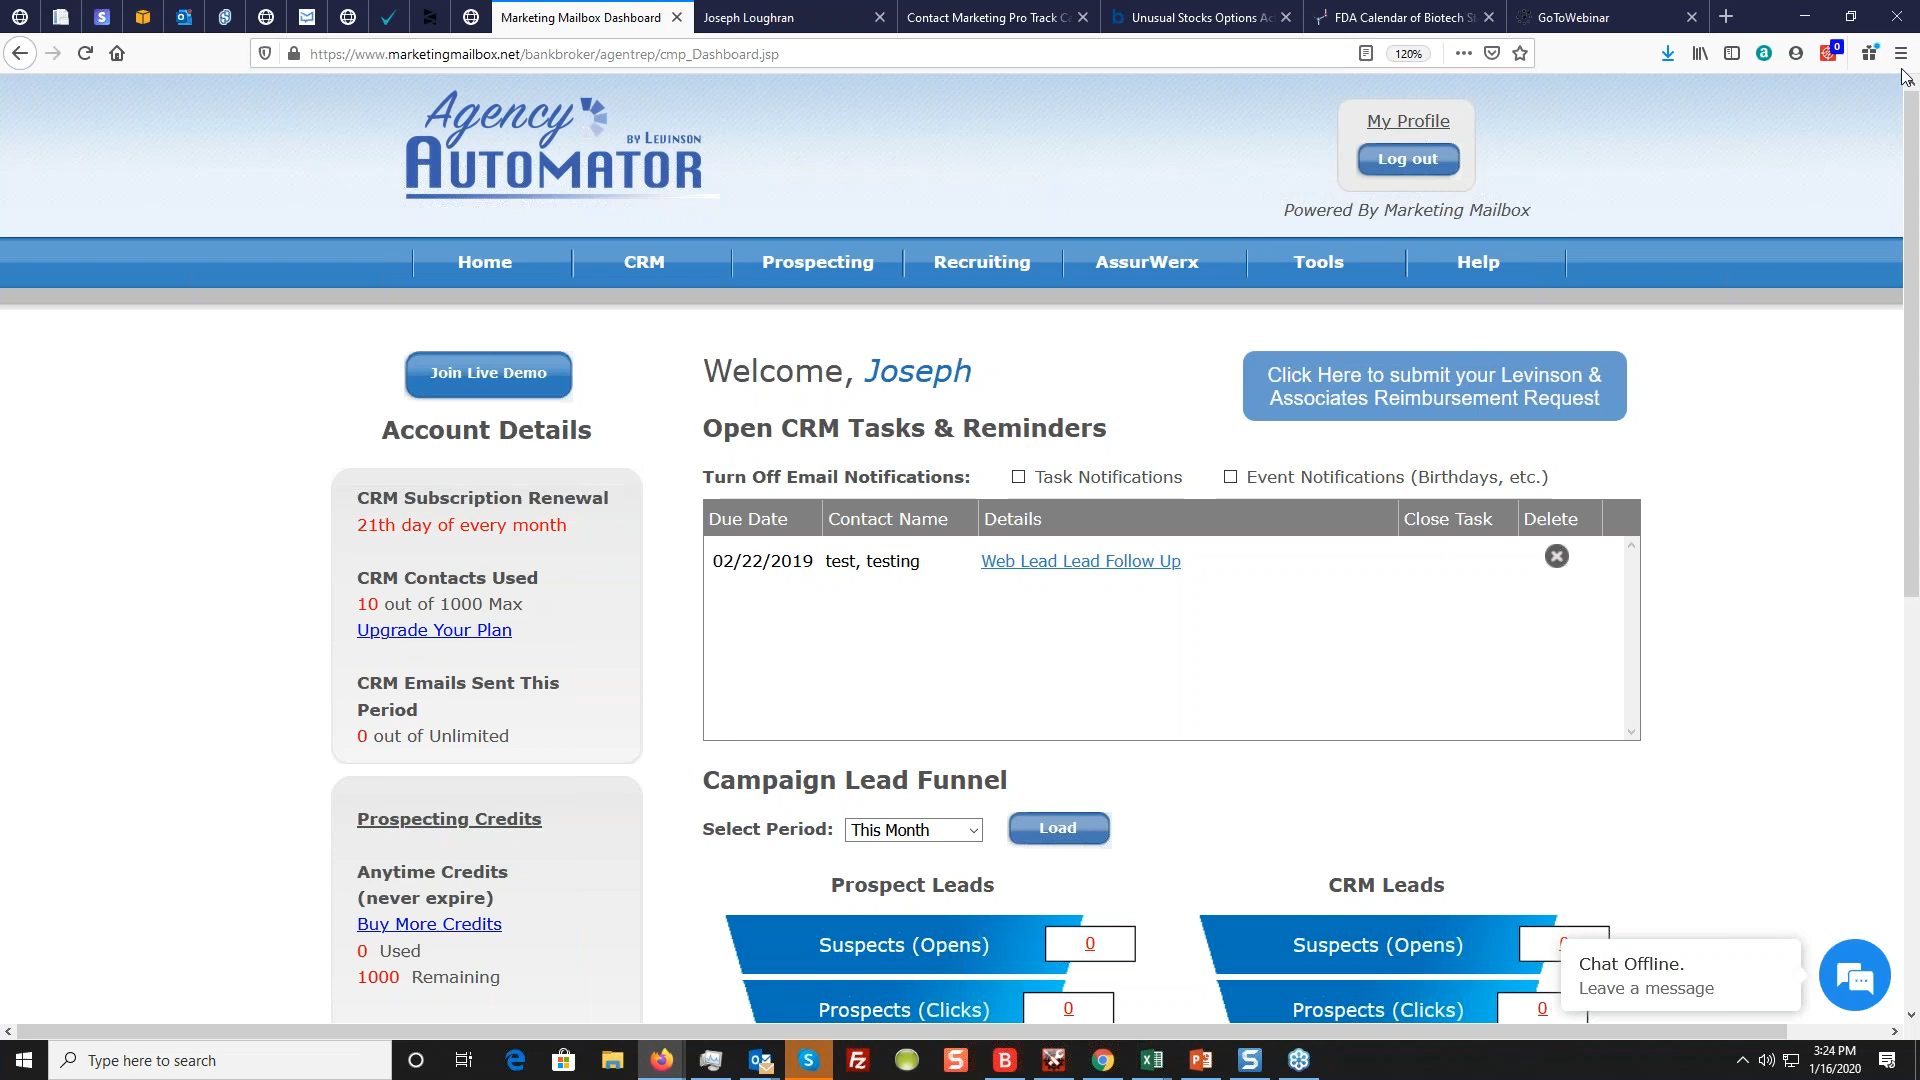 Marketing Mailbox Dashboard
Joseph Loughran
Contact Marketing Pro Track
Unusual Stocks Options
FDA Calendar of Biotech
GoToWebinar
https://www.marketingmailbox.net/bankbroker/agentrep/cmp_Dashboard.jsp
120%
0
Agency
BY LEVINSON
AUTOMATOR
My Profile
Log out
Powered By Marketing Mailbox
Home
CRM
Prospecting
Recruiting
AssurWerx
Tools
Help
Join Live Demo
Account Details
CRM Subscription Renewal
21th day of every month
CRM Contacts Used
10 out of 1000 Max
Upgrade Your Plan
CRM Emails Sent This
Period
0 out of Unlimited
Prospecting Credits
Anytime Credits
(never expire)
Buy More Credits
0 Used
1000 Remaining
Welcome, Joseph
Click Here to submit your Levinson &
Associates Reimbursement Request
Open CRM Tasks & Reminders
Turn Off Email Notifications: Task Notifications Event Notifications (Birthdays, etc.)
Due Date Contact Name Details Close Task Delete
02/22/2019 test, testing Web Lead Lead Follow Up
Campaign Lead Funnel
Select Period: This Month Load
Prospect Leads
Suspects (Opens) 0
Prospects (Clicks) 0
CRM Leads
Suspects (Opens)
Prospects (Clicks) 0
Chat Offline.
Leave a message
Type here to search
3:24 PM
1/16/2020